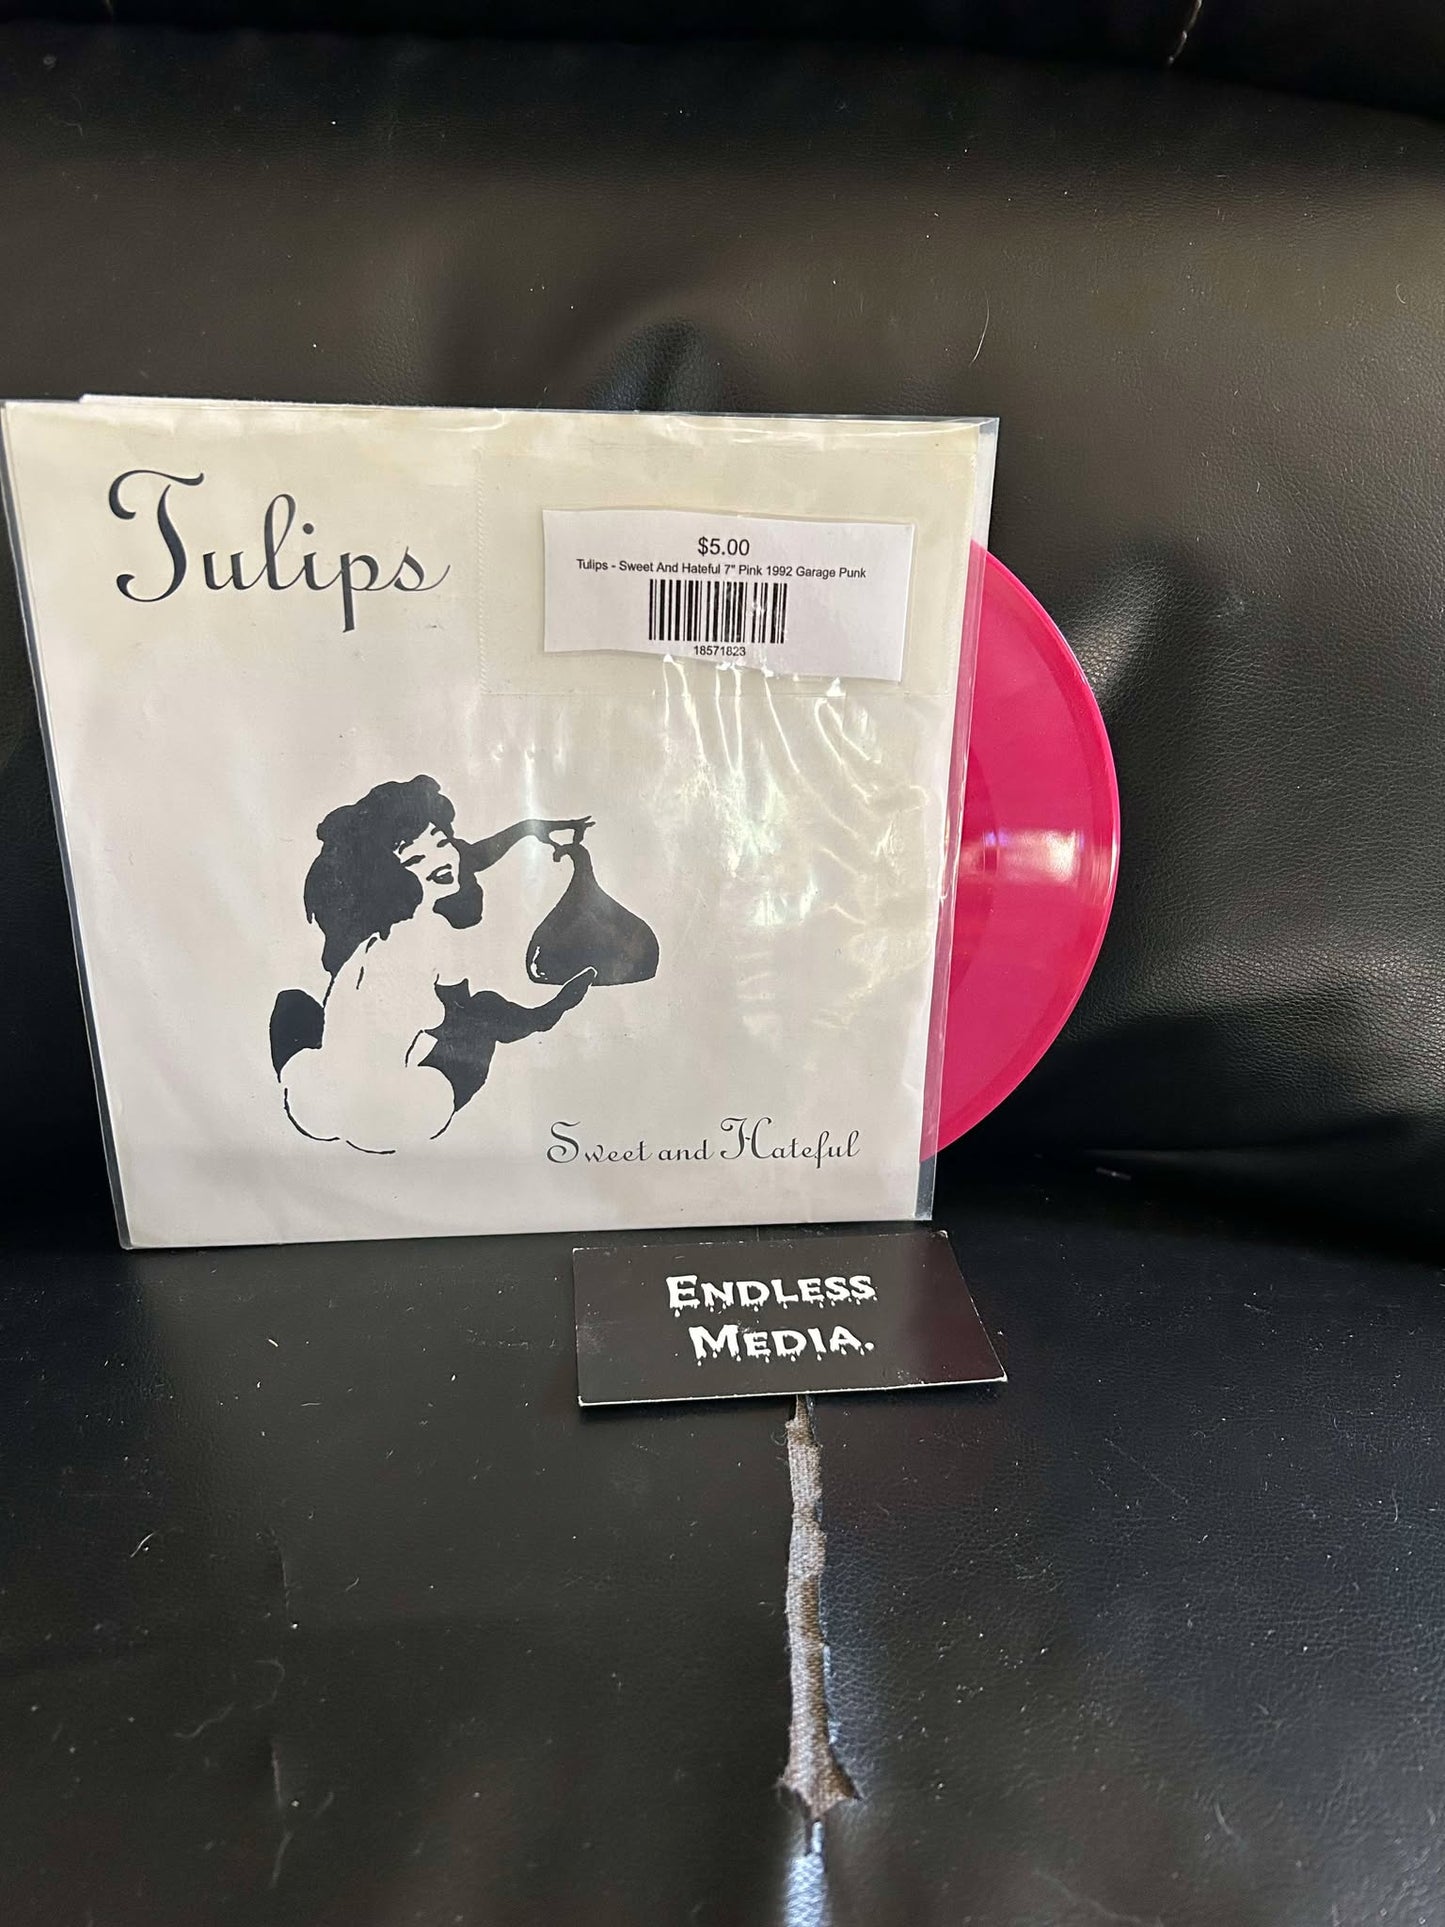 Tulips
$5.00
Tulips - Sweet And Hateful 7" Pink 1992 Garage Punk
18571823
Sweet and Hateful
ENDLESS
MEDIA.